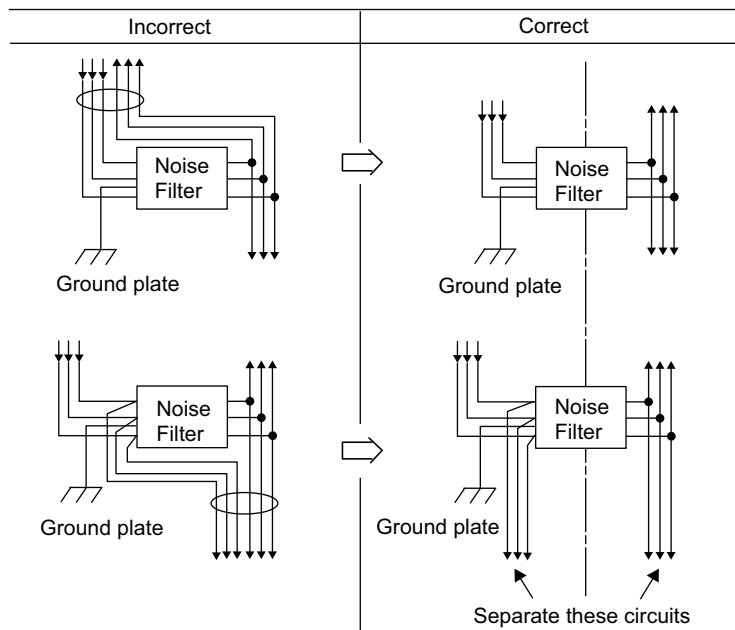 Incorrect
Correct
Noise
Filter
Ground plate
Noise
Filter
Ground plate
Noise
Filter
Ground plate
Noise
Filter
Ground plate
Separate these circuits